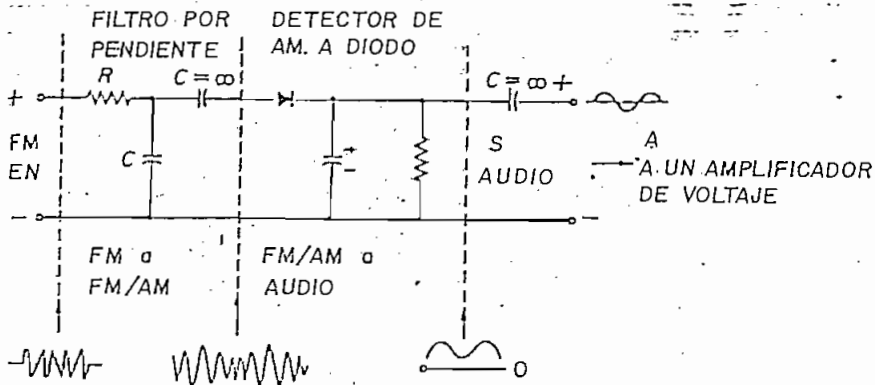 FILTRO POR
PENDIENTE
DETECTOR DE
AM. A DIODO
R
C = ∞
C = ∞ +
+
FM
EN
C
+
-
S
AUDIO
A
A UN AMPLIFICADOR
DE VOLTAJE
-
-
FM a
FM/AM
FM/AM a
AUDIO
0